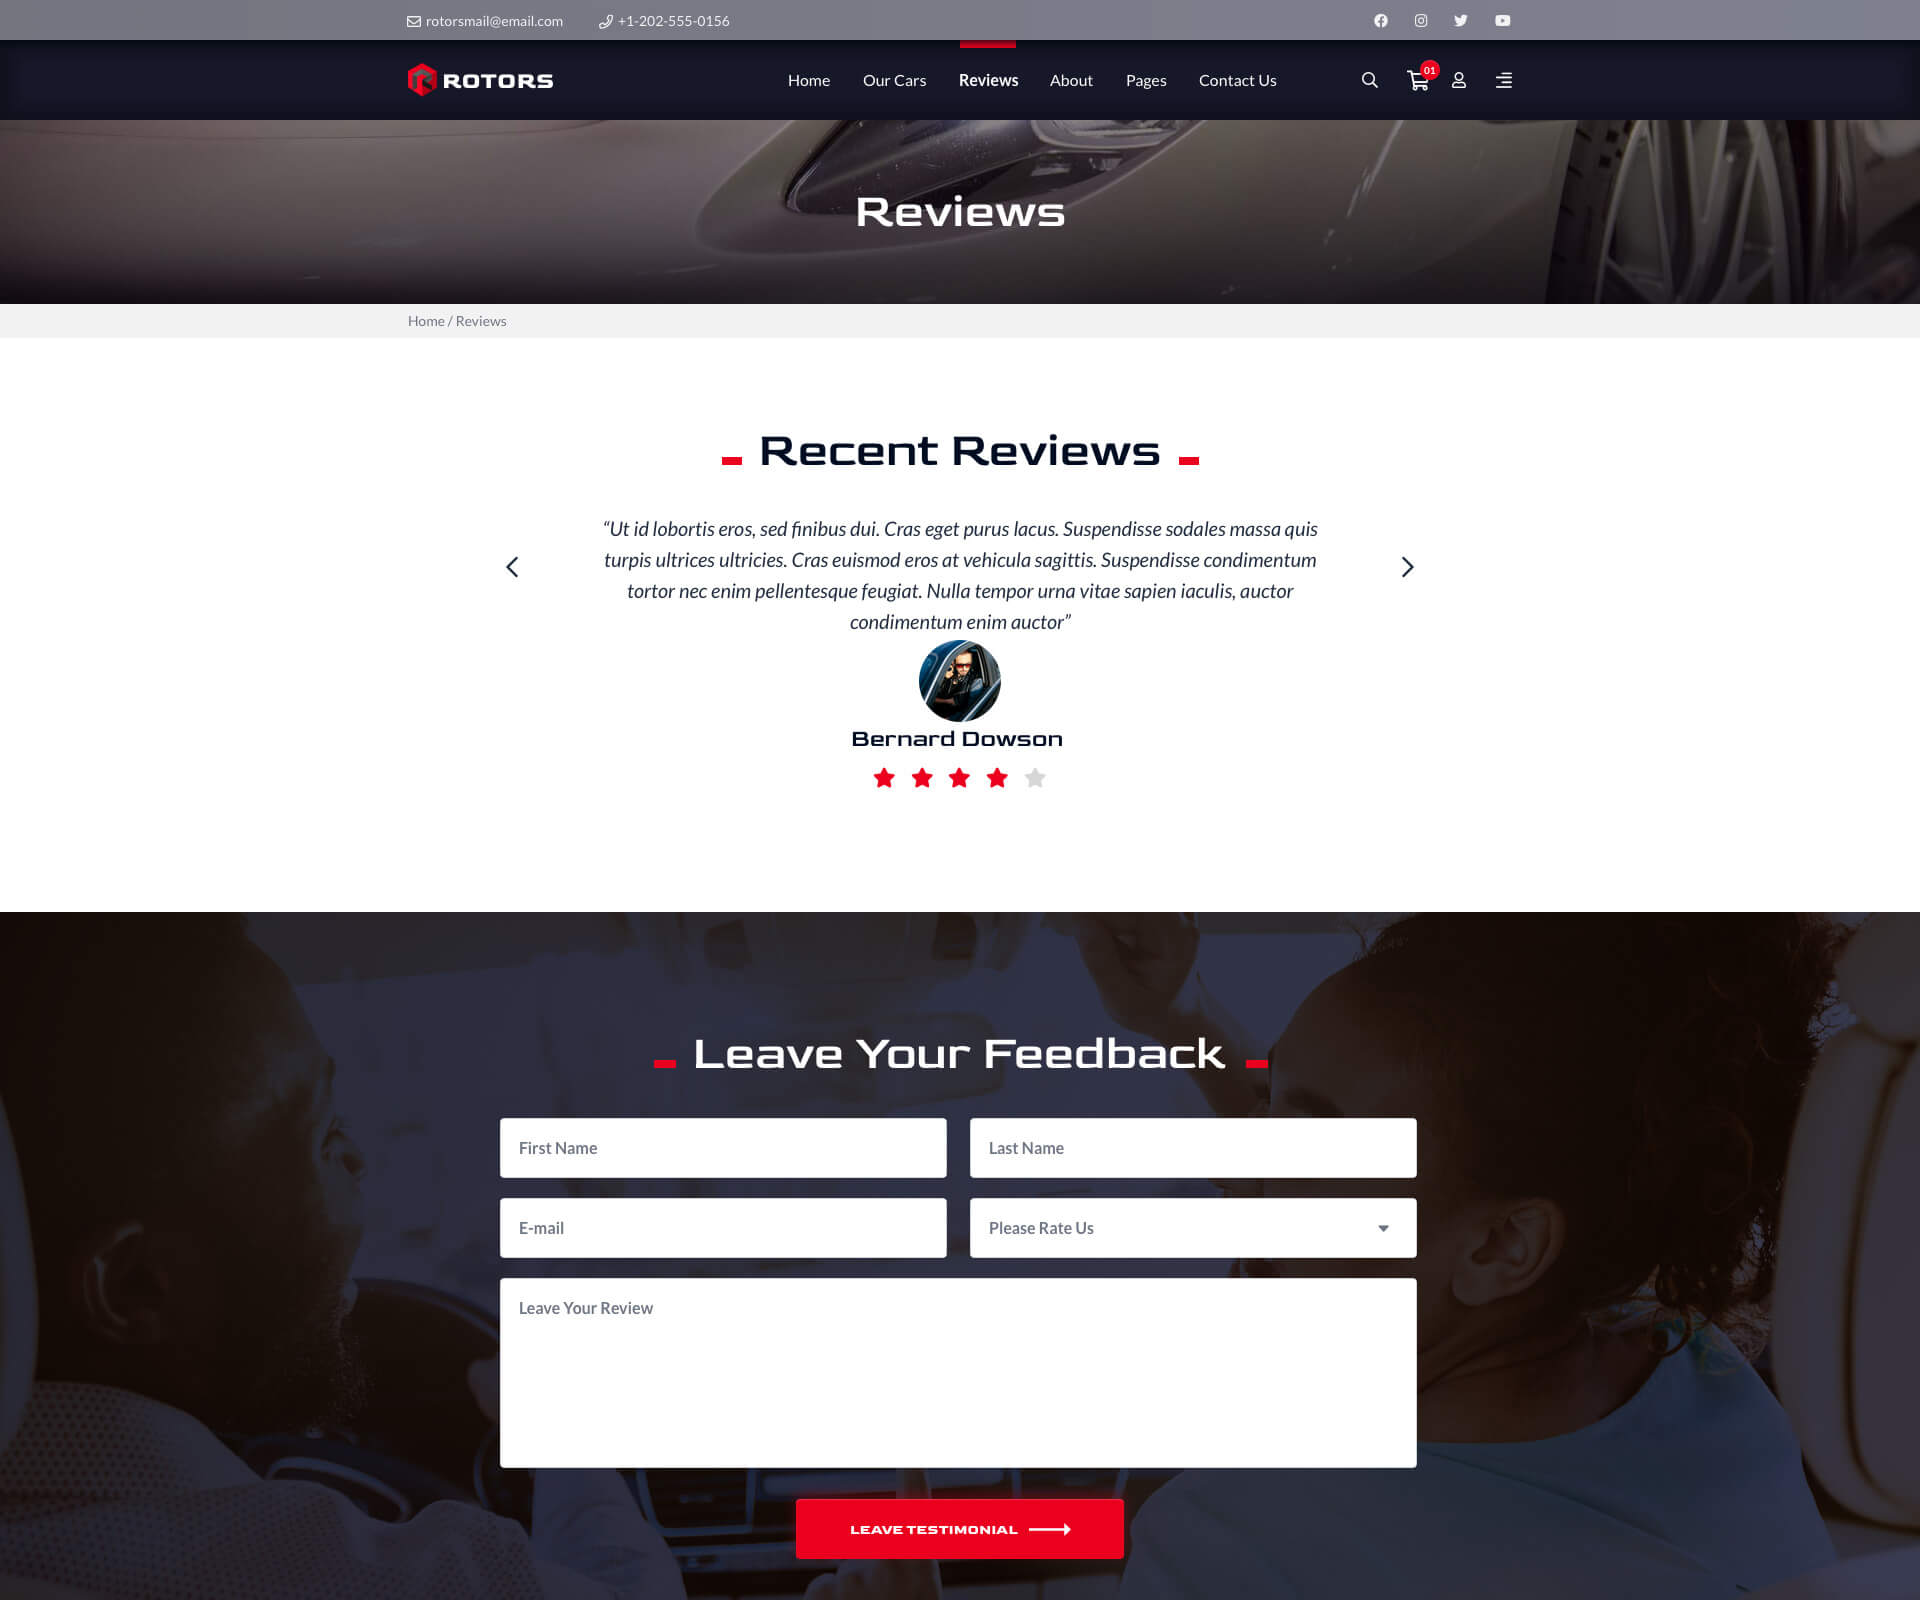 rotorsmail@email.com
+1-202-555-0156
ROTORS
Home
Our Cars
Reviews
About
Pages
Contact Us
01
Reviews
Home / Reviews
Recent Reviews
“Ut id lobortis eros, sed finibus dui. Cras eget purus lacus. Suspendisse sodales massa quis
turpis ultrices ultricies. Cras euismod eros at vehicula sagittis. Suspendisse condimentum
tortor nec enim pellentesque feugiat. Nulla tempor urna vitae sapien iaculis, auctor
condimentum enim auctor”
Bernard Dowson
Leave Your Feedback
First Name
Last Name
E-mail
Please Rate Us
Leave Your Review
LEAVE TESTIMONIAL